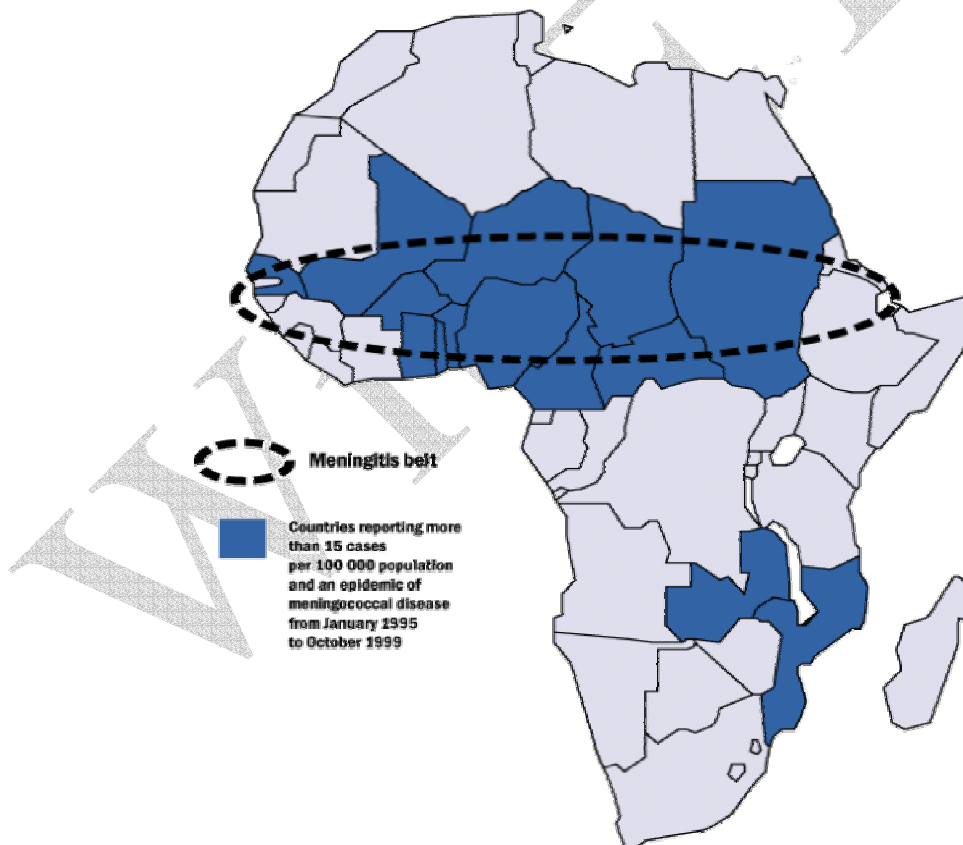 Meningitis belt
Countries reporting more
than 15 cases
per 100 000 population
and an epidemic of
meningococcal disease
from January 1995
to October 1999